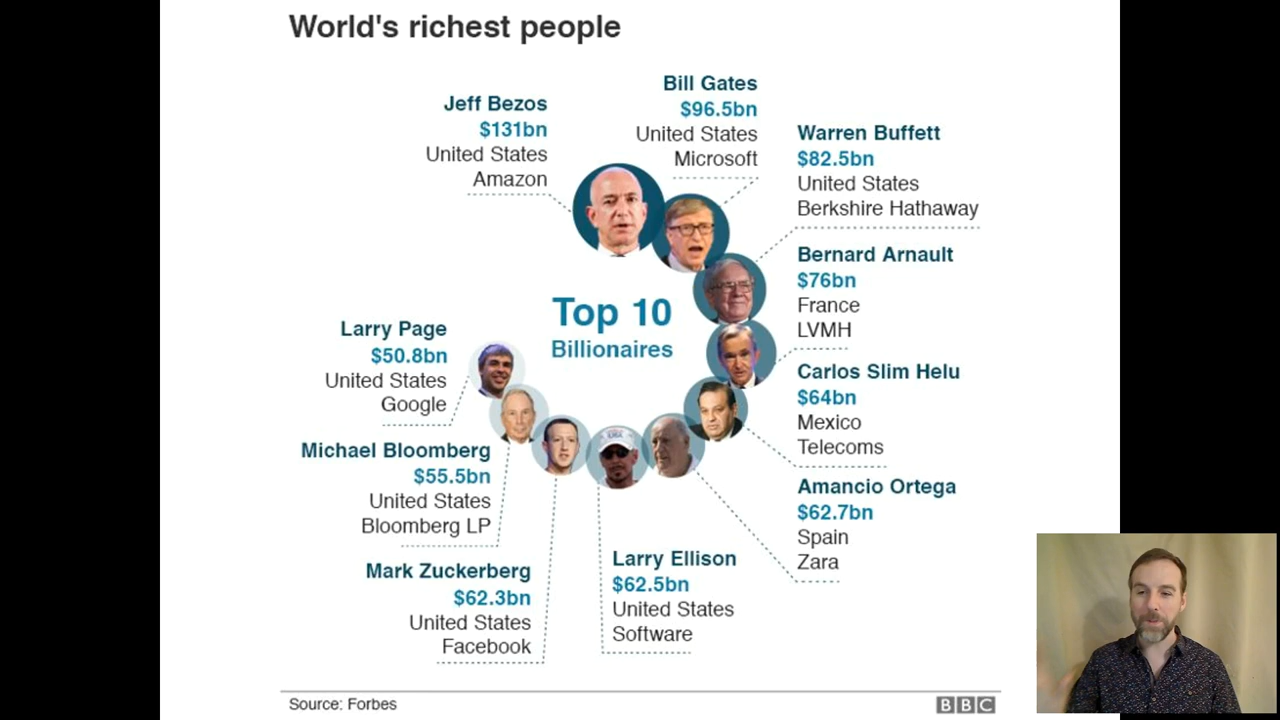 World's richest people
Jeff Bezos
$131bn
United States
Amazon
Bill Gates
$96.5bn
United States
Microsoft
Warren Buffett
$82.5bn
United States
Berkshire Hathaway
Bernard Arnault
$76bn
France
LVMH
Carlos Slim Helu
$64bn
Mexico
Telecoms
Amancio Ortega
$62.7bn
Spain
Zara
Larry Ellison
$62.5bn
United States
Software
Mark Zuckerberg
$62.3bn
United States
Facebook
Michael Bloomberg
$55.5bn
United States
Bloomberg LP
Larry Page
$50.8bn
United States
Google
Top 10
Billionaires
Source: Forbes
BBC